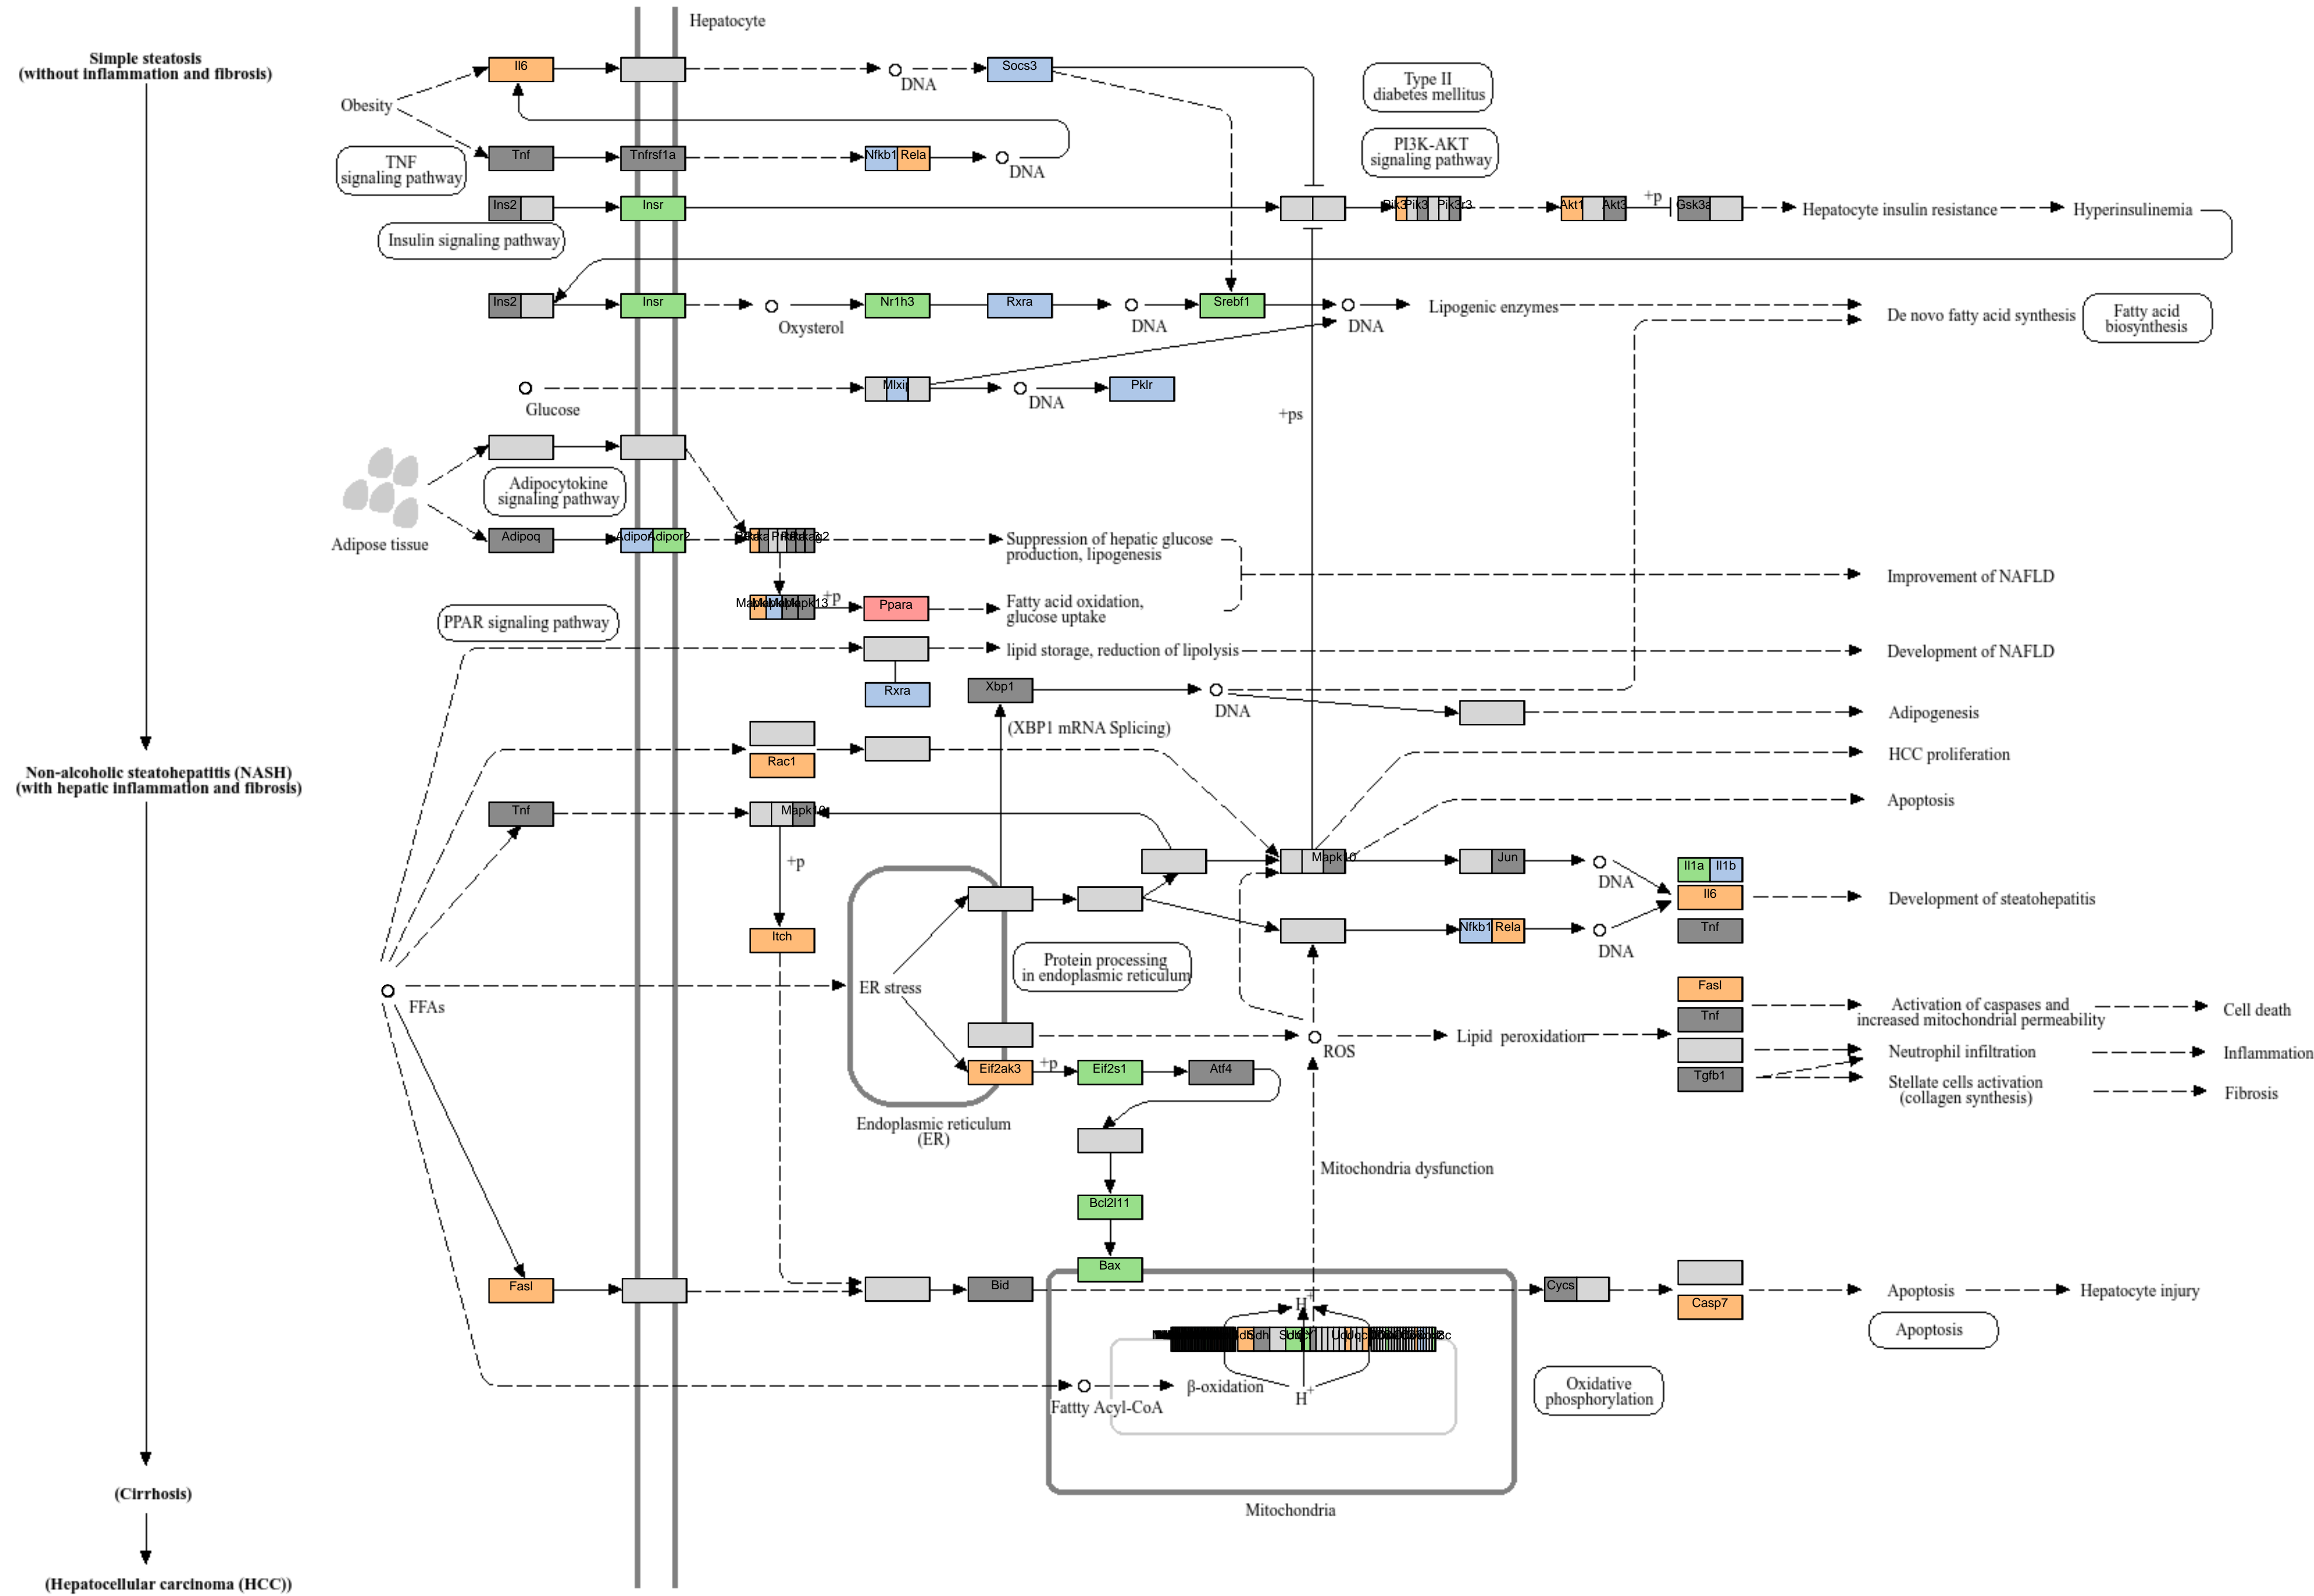 Hepatocyte
Simple steatosis
(without inflammation and fibrosis)
Il6
DNA
Socs3
Type II
diabetes mellitus
Obesity
TNF
signaling pathway
Tnf
Tnfrsf1a
Nfkb1
Rela
DNA
PI3K-AKT
signaling pathway
Ins2
Insr
Pik3r3
Akt1
Akt3
+p
Gsk3a
Hepatocyte insulin resistance
Hyperinsulinemia
Insulin signaling pathway
Ins2
Insr
Oxysterol
Nr1h3
Rxra
DNA
Srebf1
DNA
Lipogenic enzymes
De novo fatty acid synthesis
Fatty acid
biosynthesis
Glucose
Mlxip
DNA
Pklr
+ps
Adipocytokine
signaling pathway
Adipose tissue
Adipoq
Adipor2
Suppression of hepatic glucose
production, lipogenesis
Improvement of NAFLD
Mapk13
+p
Ppara
Fatty acid oxidation,
glucose uptake
PPAR signaling pathway
lipid storage, reduction of lipolysis
Development of NAFLD
Rxra
Xbp1
DNA
(XBP1 mRNA Splicing)
Adipogenesis
Rac1
HCC proliferation
Non-alcoholic steatohepatitis (NASH)
(with hepatic inflammation and fibrosis)
Tnf
Mapk10
Apoptosis
+p
Mapk10
Jun
DNA
Il1a
Il1b
Il6
Development of steatohepatitis
Itch
Nfkb1
Rela
DNA
Tnf
Protein processing
in endoplasmic reticulum
ER stress
FFAs
Fasl
Activation of caspases and
increased mitochondrial permeability
Cell death
Tnf
ROS
Lipid peroxidation
Neutrophil infiltration
Inflammation
Eif2ak3
+p
Eif2s1
Atf4
Tgfb1
Stellate cells activation
(collagen synthesis)
Fibrosis
Endoplasmic reticulum
(ER)
Mitochondria dysfunction
Bcl2l11
Bax
Fasl
Bid
Cycs
Casp7
Apoptosis
Hepatocyte injury
Apoptosis
H+
β-oxidation
H+
Fattty Acyl-CoA
Oxidative
phosphorylation
(Cirrhosis)
Mitochondria
(Hepatocellular carcinoma (HCC))